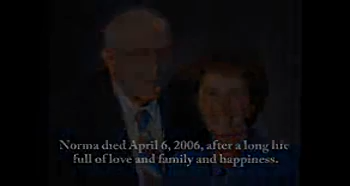 Norma died April 6, 2006, after a long life
full of love and family and happiness.